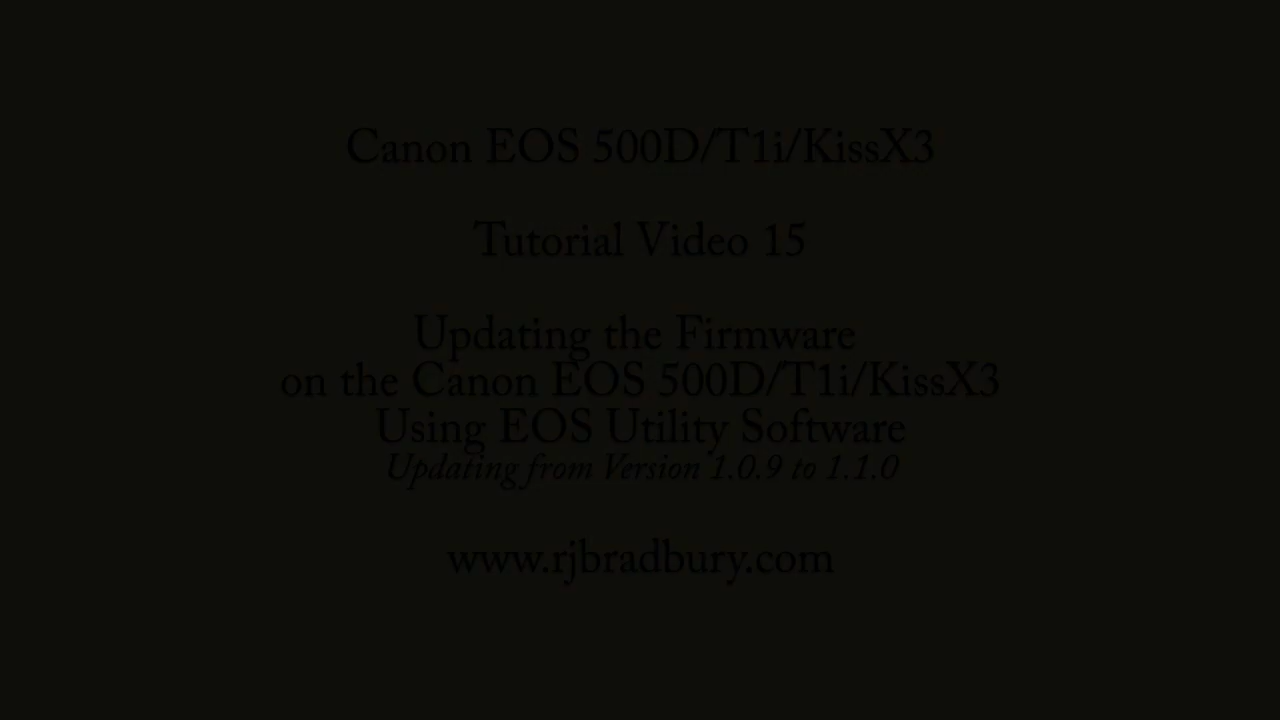 Canon EOS 500D/T1i/KissX3
Tutorial Video 15
Updating the Firmware
on the Canon EOS 500D/T1i/KissX3
Using EOS Utility Software
Updating from Version 1.0.9 to 1.1.0
www.rjbradbury.com